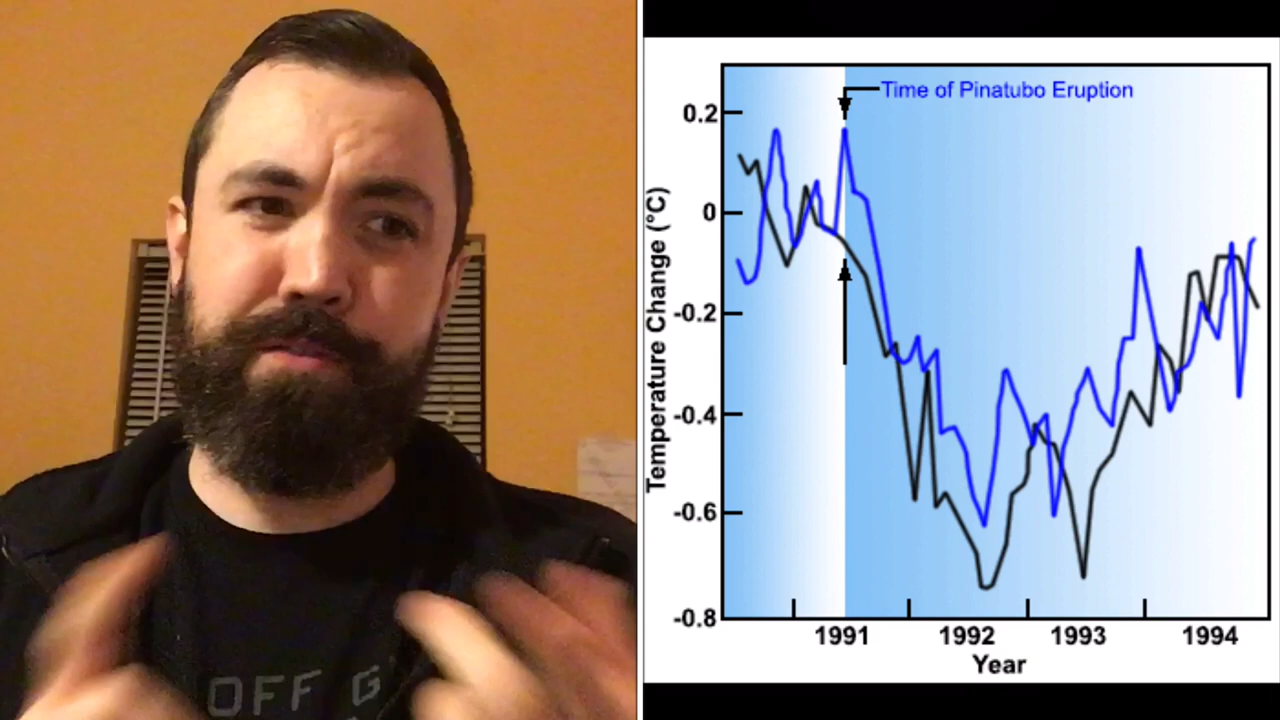 OFF G
Time of Pinatubo Eruption
0.2
0
-0.2
-0.4
-0.6
-0.8
Temperature Change (°C)
1991 1992 1993 1994
Year